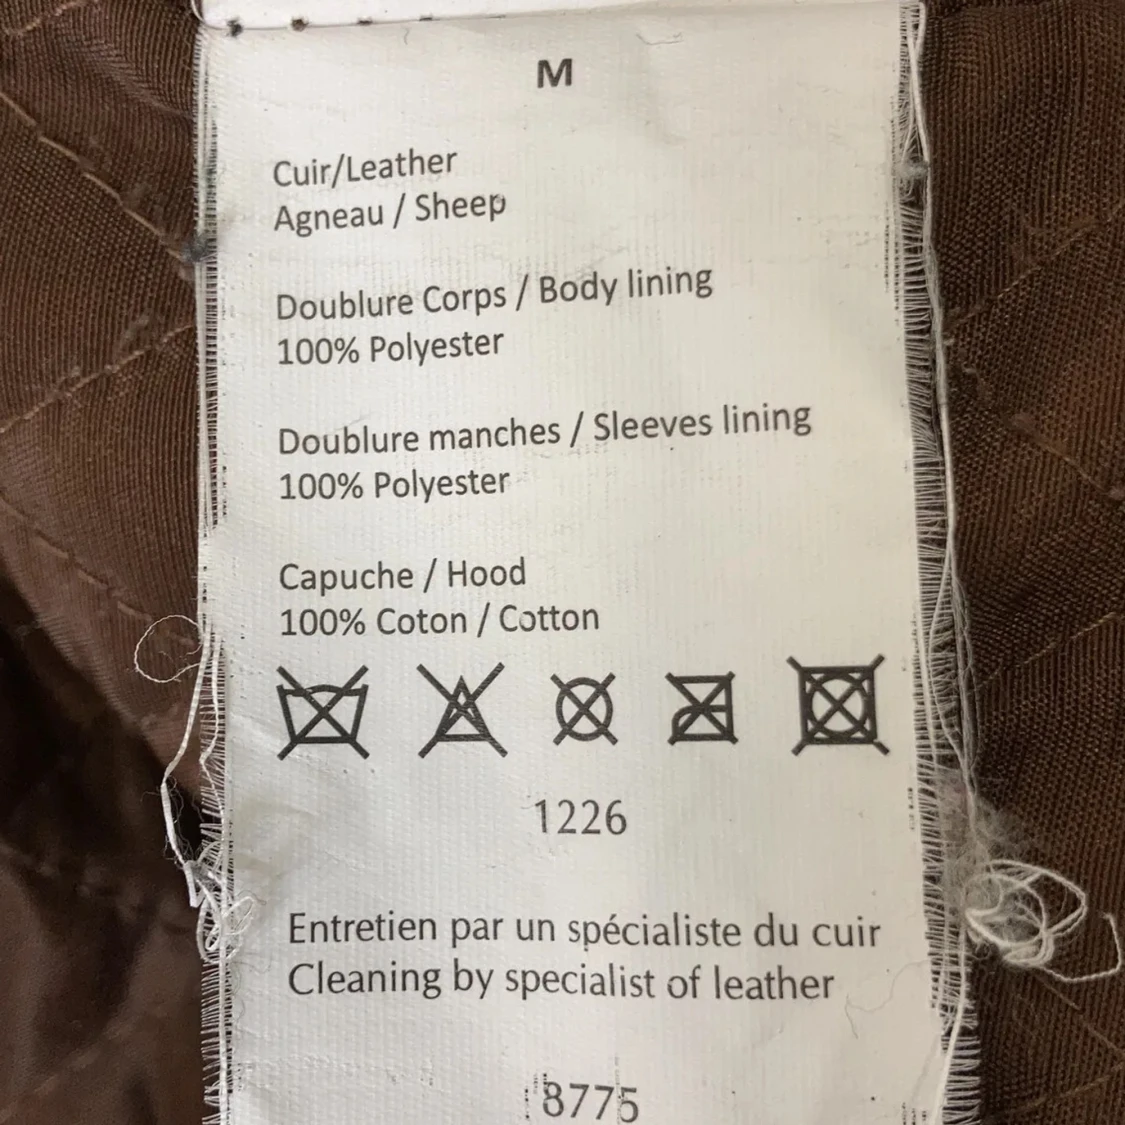 M
Cuir/Leather
Agneau / Sheep
Doublure Corps / Body lining
100% Polyester
Doublure manches / Sleeves lining
100% Polyester
Capuche / Hood
100% Coton / Cotton
1226
Entretien par un spécialiste du cuir
Cleaning by specialist of leather
8775